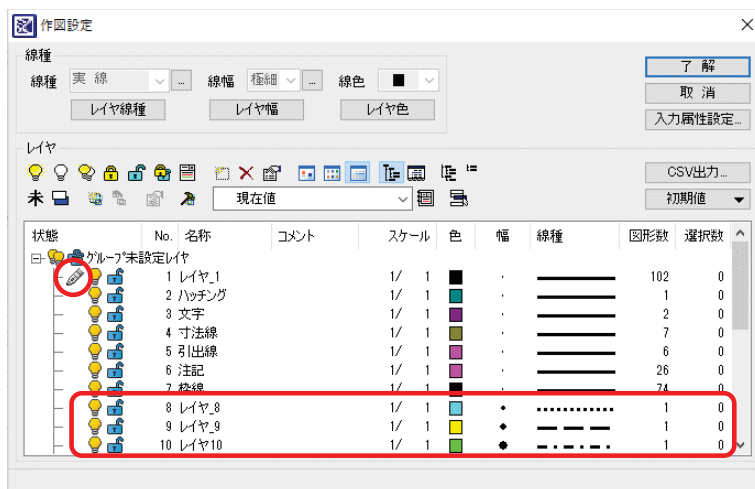 作図設定
線種
線種 実 線 ... 線幅 極細 ... 線色
レイヤ線種 レイヤ幅 レイヤ色
了 解
取 消
入力属性設定...
レイヤ
CSV出力...
未 現在値 初期値
状態 No. 名称 コメント スケール 色 幅 線種 図形数 選択数
グループ未設定レイヤ
1 レイヤ_1 1/ 1 102 0
2 ハッチング 1/ 1 1 0
3 文字 1/ 1 2 0
4 寸法線 1/ 1 7 0
5 引出線 1/ 1 6 0
6 注記 1/ 1 26 0
7 枠線 1/ 1 74 0
8 レイヤ_8 1/ 1 1 0
9 レイヤ_9 1/ 1 1 0
10 レイヤ10 1/ 1 1 0